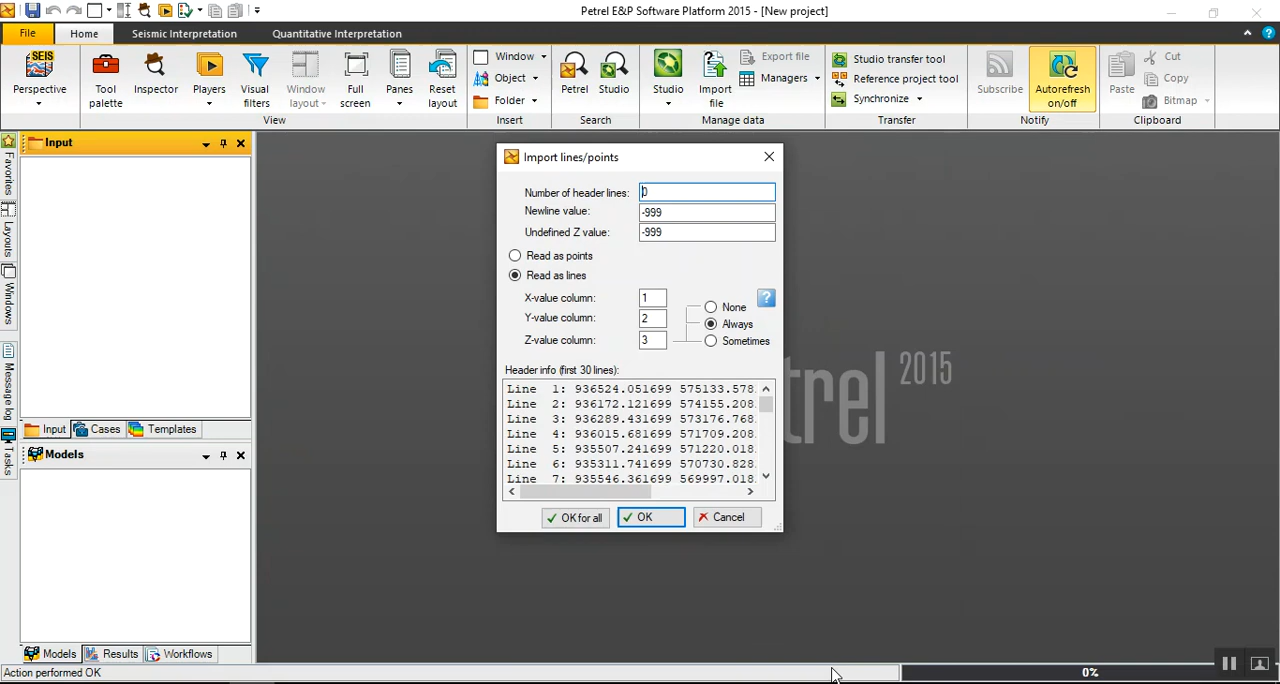 Petrel E&P Software Platform 2015 - [New project]
File Home Seismic Interpretation Quantitative Interpretation
SEIS
Perspective
Tool palette
Inspector
Players
Visual filters
Window layout
Full screen
Panes
Reset layout
View
Window
Object
Folder
Insert
Petrel
Studio
Search
Studio
Import file
Export file
Managers
Manage data
Studio transfer tool
Reference project tool
Synchronize
Transfer
Subscribe
Autorefresh on/off
Notify
Paste
Cut
Copy
Bitmap
Clipboard
Favorites
Layouts
Windows
Message log
Tasks
Input
Input Cases Templates
Models
Models Results Workflows
Import lines/points
Number of header lines: 0
Newline value: -999
Undefined Z value: -999
Read as points
Read as lines
X-value column: 1
Y-value column: 2
Z-value column: 3
None
Always
Sometimes
?
Header info (first 30 lines):
Line 1: 936524.051699 575133.578
Line 2: 936172.121699 574155.208
Line 3: 936289.431699 573176.768
Line 4: 936015.681699 571709.208
Line 5: 935507.241699 571220.018
Line 6: 935311.741699 570730.828
Line 7: 935546.361699 569997.018
OK for all OK Cancel
trel 2015
Action performed OK
0%